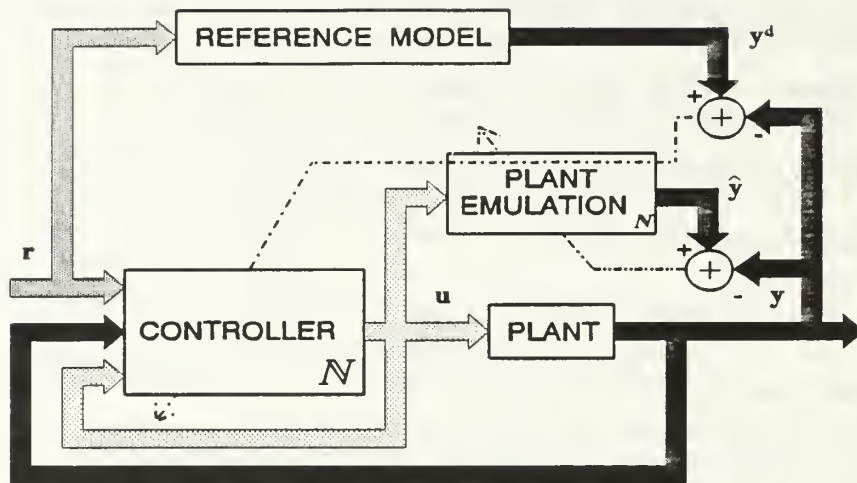 REFERENCE MODEL
y^d
+
+
-
PLANT
EMULATION
N
ŷ
r
+
+
-
y
CONTROLLER
N
u
PLANT